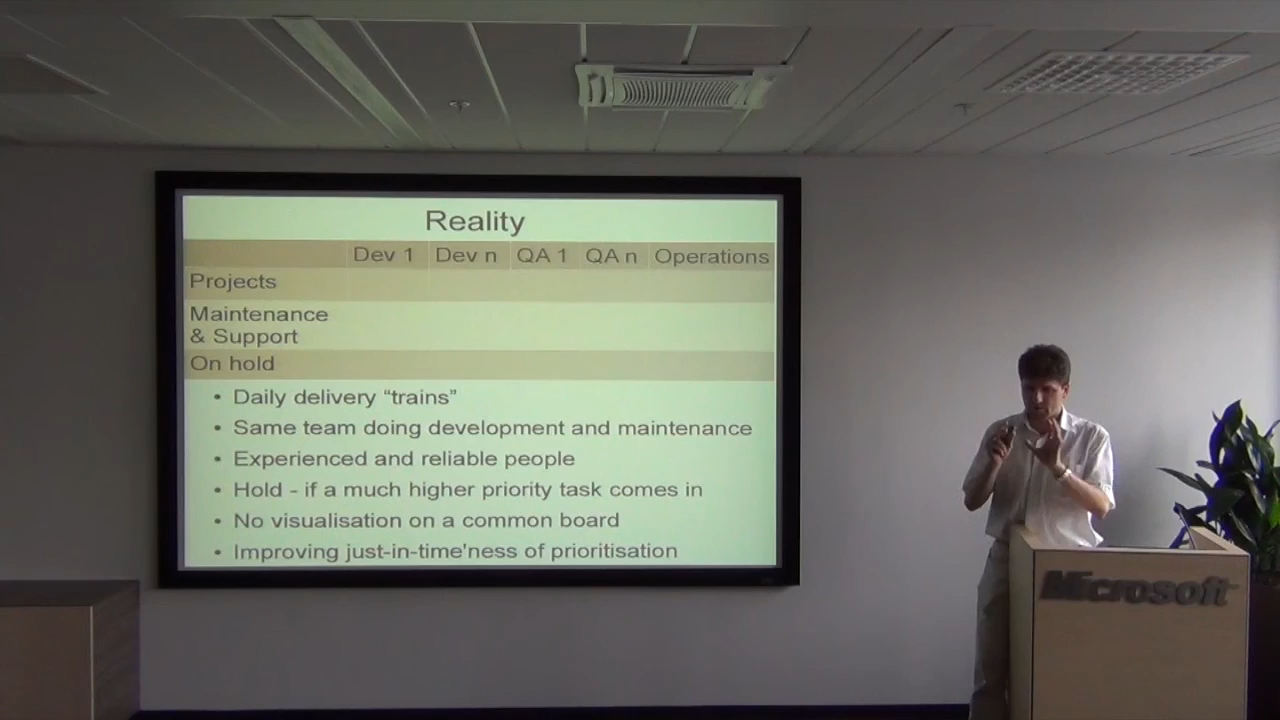 Reality
Dev 1 Dev n QA 1 QA n Operations
Projects
Maintenance
& Support
On hold
• Daily delivery “trains”
• Same team doing development and maintenance
• Experienced and reliable people
• Hold - if a much higher priority task comes in
• No visualisation on a common board
• Improving just-in-time'ness of prioritisation
Microsoft